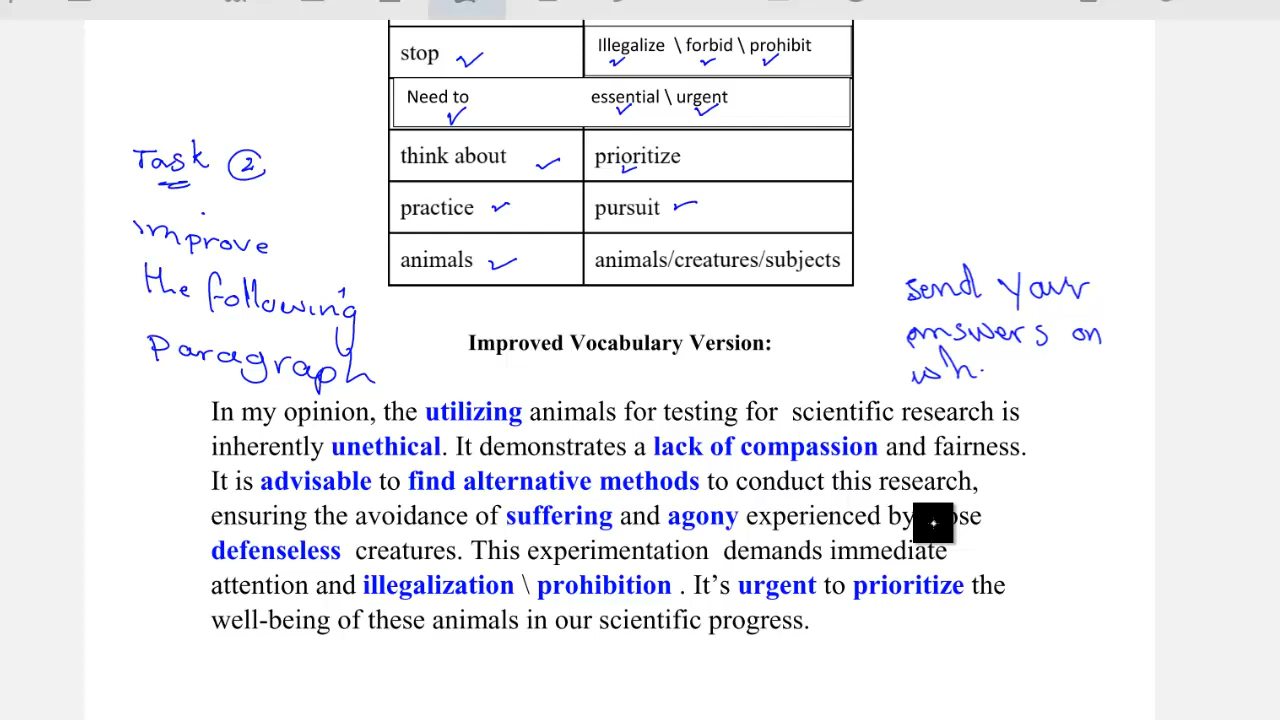 stop Illegalize \ forbid \ prohibit
Need to essential \ urgent
think about prioritize
practice pursuit
animals animals/creatures/subjects
Task 2
improve
the following
paragraph
send your
answers on
Improved Vocabulary Version:
In my opinion, the utilizing animals for testing for scientific research is
inherently unethical. It demonstrates a lack of compassion and fairness.
It is advisable to find alternative methods to conduct this research,
ensuring the avoidance of suffering and agony experienced by
defenseless creatures. This experimentation demands immediate
attention and illegalization \ prohibition . It’s urgent to prioritize the
well-being of these animals in our scientific progress.